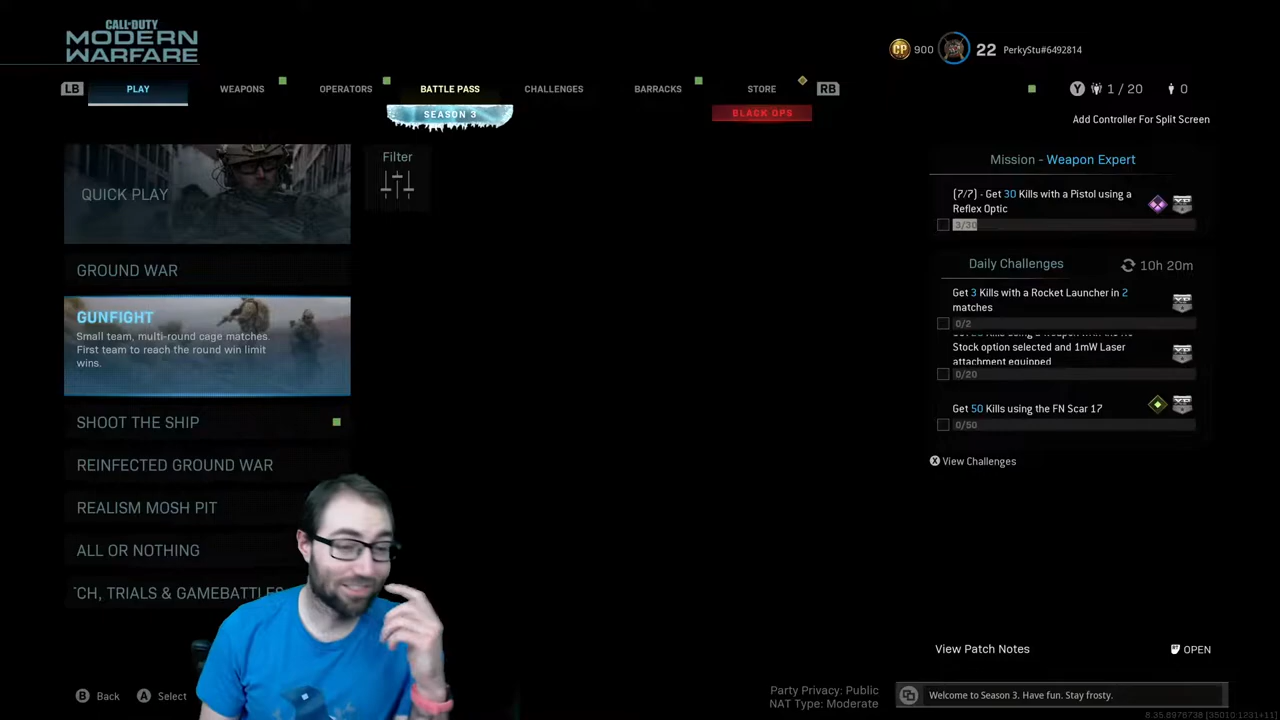 CALL OF DUTY
MODERN
WARFARE
CP 900
22
PerkyStu#6492814
LB
PLAY
WEAPONS
OPERATORS
BATTLE PASS
CHALLENGES
BARRACKS
STORE
RB
SEASON 3
BLACK OPS
Y
1 / 20
0
Add Controller For Split Screen
QUICK PLAY
Filter
GROUND WAR
GUNFIGHT
Small team, multi-round cage matches.
First team to reach the round win limit
wins.
SHOOT THE SHIP
REINFECTED GROUND WAR
REALISM MOSH PIT
ALL OR NOTHING
TCH, TRIALS & GAMEBATTLES
Mission - Weapon Expert
(7/7) - Get 30 Kills with a Pistol using a
Reflex Optic
3/30
Daily Challenges
10h 20m
Get 3 Kills with a Rocket Launcher in 2
matches
0/2
Stock option selected and 1mW Laser
attachment equipped
0/20
Get 50 Kills using the FN Scar 17
0/50
X View Challenges
View Patch Notes
OPEN
B Back
A Select
Party Privacy: Public
NAT Type: Moderate
Welcome to Season 3. Have fun. Stay frosty.